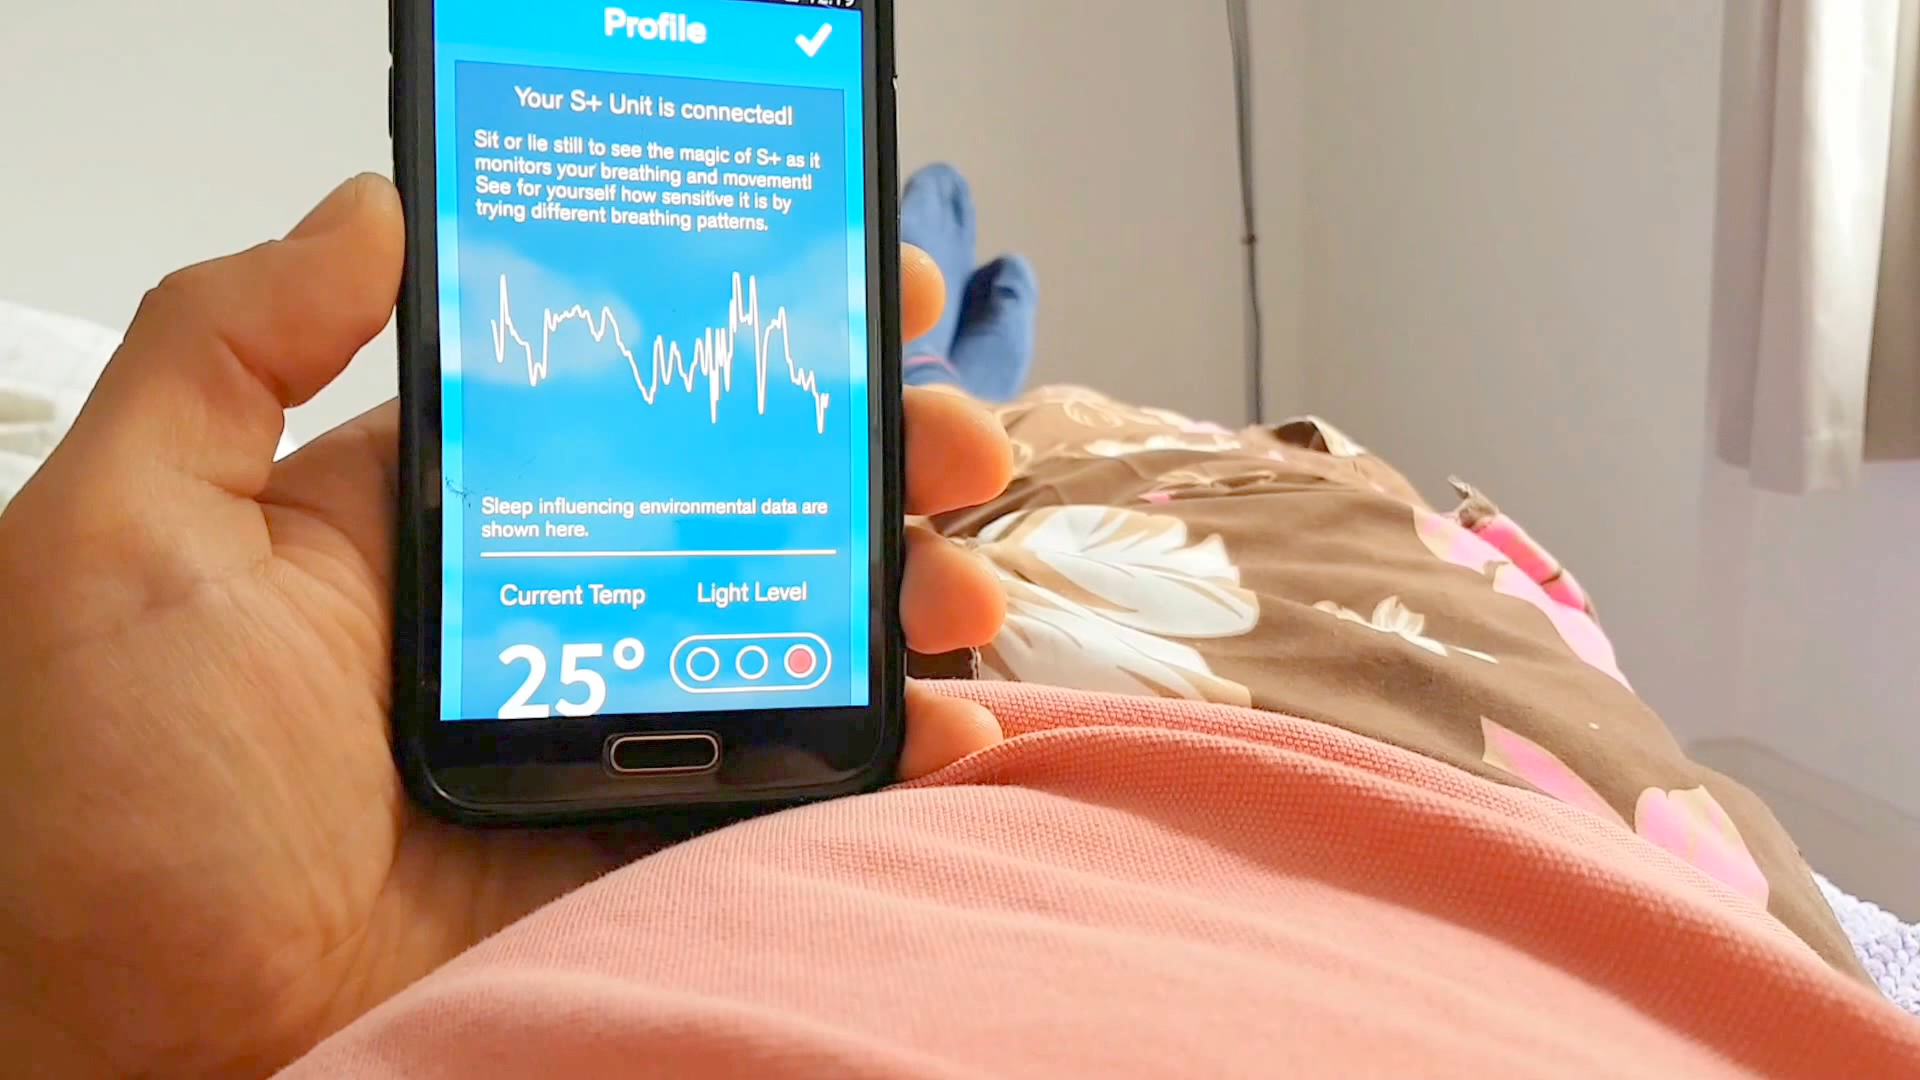 12:19
Profile
Your S+ Unit is connected!
Sit or lie still to see the magic of S+ as it
monitors your breathing and movement!
See for yourself how sensitive it is by
trying different breathing patterns.
Sleep influencing environmental data are
shown here.
Current Temp Light Level
25°